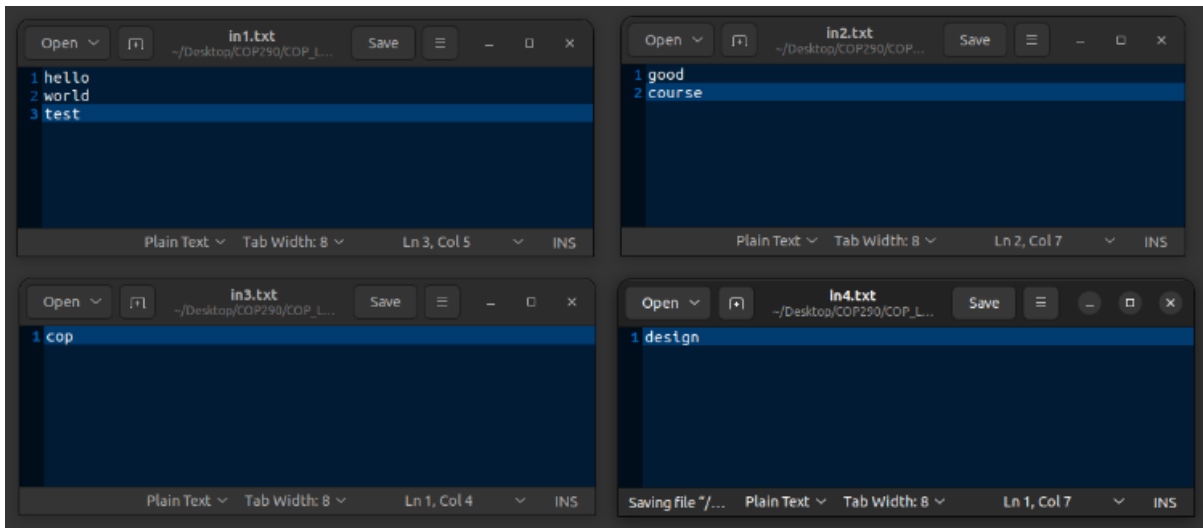 Open in1.txt Save
~/Desktop/COP290/COP_L...
1 hello
2 world
3 test
Plain Text Tab Width: 8 Ln 3, Col 5 INS
Open in2.txt Save
~/Desktop/COP290/COP...
1 good
2 course
Plain Text Tab Width: 8 Ln 2, Col 7 INS
Open in3.txt Save
~/Desktop/COP290/COP_L...
1 cop
Plain Text Tab Width: 8 Ln 1, Col 4 INS
Open in4.txt Save
~/Desktop/COP290/COP_L...
1 design
Saving file "/... Plain Text Tab Width: 8 Ln 1, Col 7 INS